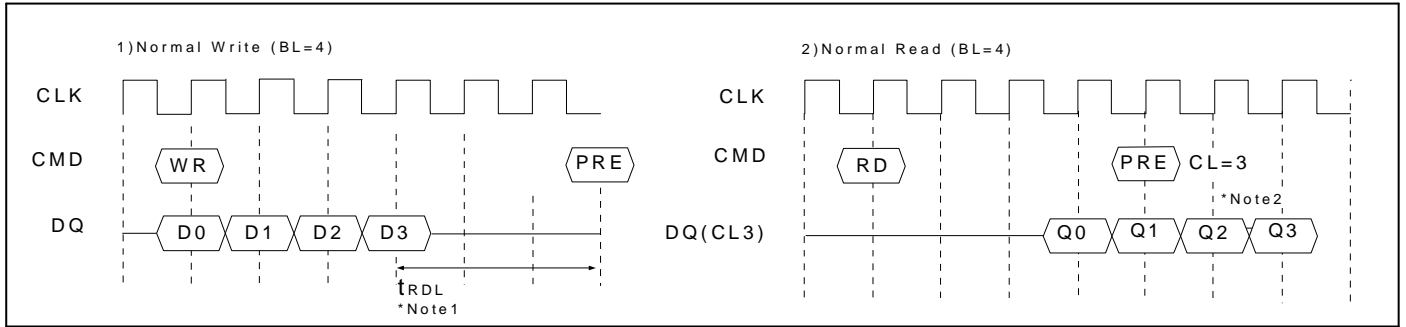 1)Normal Write (BL=4)
CLK
CMD WR PRE
DQ D0 D1 D2 D3
tRDL
*Note1
2)Normal Read (BL=4)
CLK
CMD RD PRE CL=3
*Note2
DQ(CL3) Q0 Q1 Q2 Q3